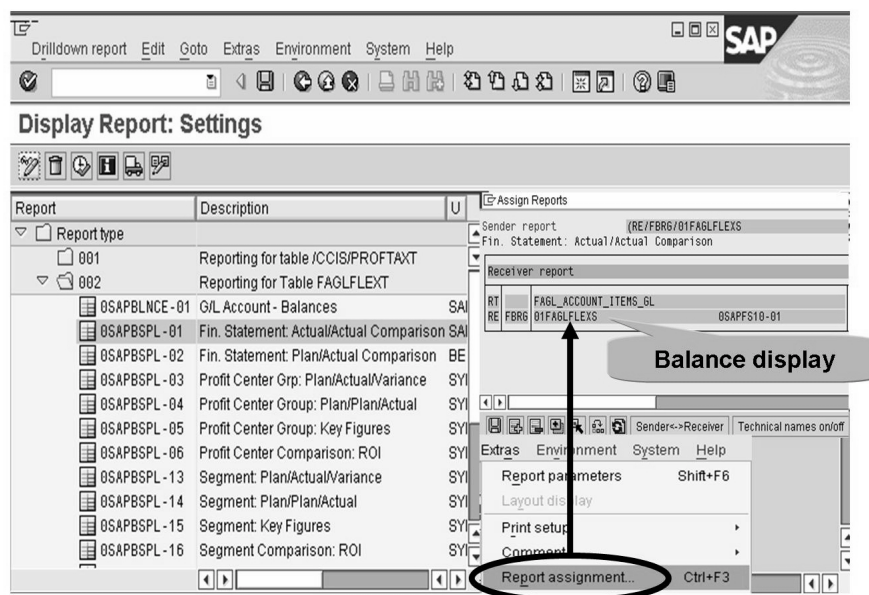 Drilldown report Edit Goto Extras Environment System Help
SAP
Display Report: Settings
Report Description U
Report type
001 Reporting for table /CCIS/PROFTAXT
002 Reporting for Table FAGLFLEXT
0SAPBLNCE-01 G/L Account - Balances SAI
0SAPBSPL-01 Fin. Statement: Actual/Actual Comparison SAI
0SAPBSPL-02 Fin. Statement: Plan/Actual Comparison BE
0SAPBSPL-03 Profit Center Grp: Plan/Actual/Variance SYI
0SAPBSPL-04 Profit Center Group: Plan/Plan/Actual SYI
0SAPBSPL-05 Profit Center Group: Key Figures SYI
0SAPBSPL-06 Profit Center Comparison: ROI SYI
0SAPBSPL-13 Segment: Plan/Actual/Variance SYI
0SAPBSPL-14 Segment: Plan/Plan/Actual SYI
0SAPBSPL-15 Segment: Key Figures SYI
0SAPBSPL-16 Segment Comparison: ROI SYI
Assign Reports
Sender report (RE/FBRG/01FAGLFLEXS
Fin. Statement: Actual/Actual Comparison
Receiver report
RT FAGL_ACCOUNT_ITEMS_GL
RE FBRG 01FAGLFLEXS 0SAPFS10-01
Balance display
Sender<->Receiver Technical names on/off
Extras Environment System Help
Report parameters Shift+F6
Layout display
Print setup
Comment
Report assignment... Ctrl+F3